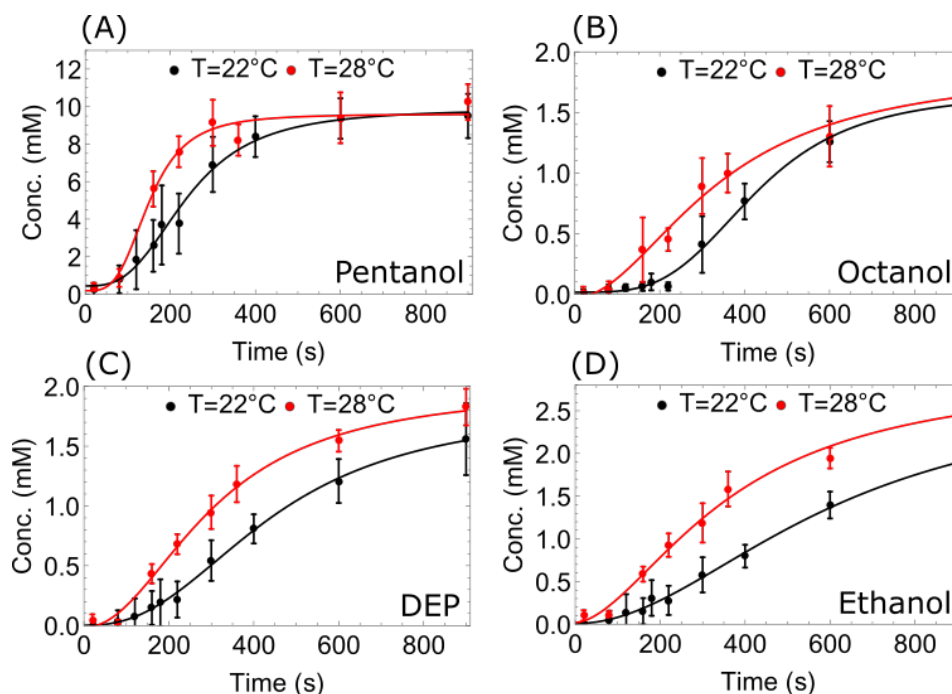 (A)
T=22°C T=28°C
12
10
8
6
4
2
0
Conc. (mM)
Pentanol
0 200 400 600 800
Time (s)
(B)
T=22°C T=28°C
2.0
1.5
1.0
0.5
0.0
Conc. (mM)
Octanol
0 200 400 600 800
Time (s)
(C)
T=22°C T=28°C
2.0
1.5
1.0
0.5
0.0
Conc. (mM)
DEP
0 200 400 600 800
Time (s)
(D)
T=22°C T=28°C
2.5
2.0
1.5
1.0
0.5
0.0
Conc. (mM)
Ethanol
0 200 400 600 800
Time (s)